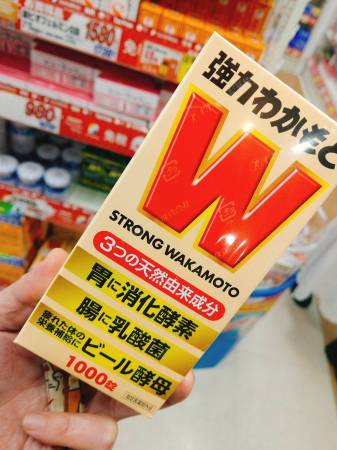 強力わかもと
W
STRONG WAKAMOTO
3つの天然由来成分
胃に消化酵素
腸に乳酸菌
疲れた体の
栄養補給に ビール酵母
1000錠
1580
980